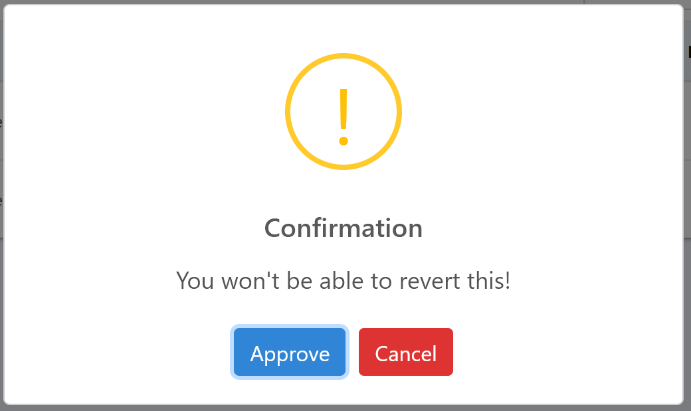 Confirmation
You won't be able to revert this!
Approve
Cancel